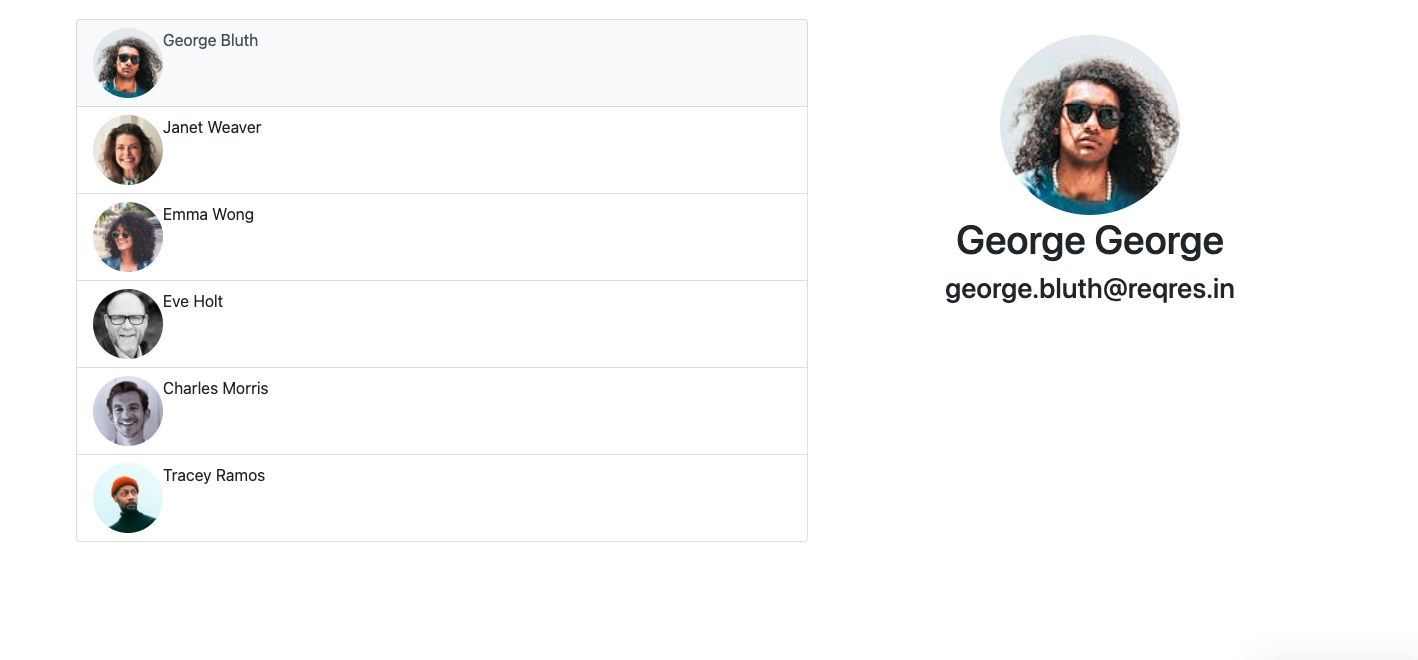 George Bluth
Janet Weaver
Emma Wong
Eve Holt
Charles Morris
Tracey Ramos
George George
george.bluth@reqres.in